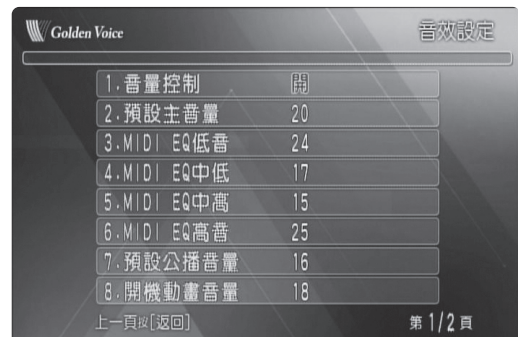 Golden Voice
音效設定
1.音量控制 開
2.預設主音量 20
3.MIDI EQ低音 24
4.MIDI EQ中低 17
5.MIDI EQ中高 15
6.MIDI EQ高音 25
7.預設公播音量 16
8.開機動畫音量 18
上一頁按[返回] 第1/2頁